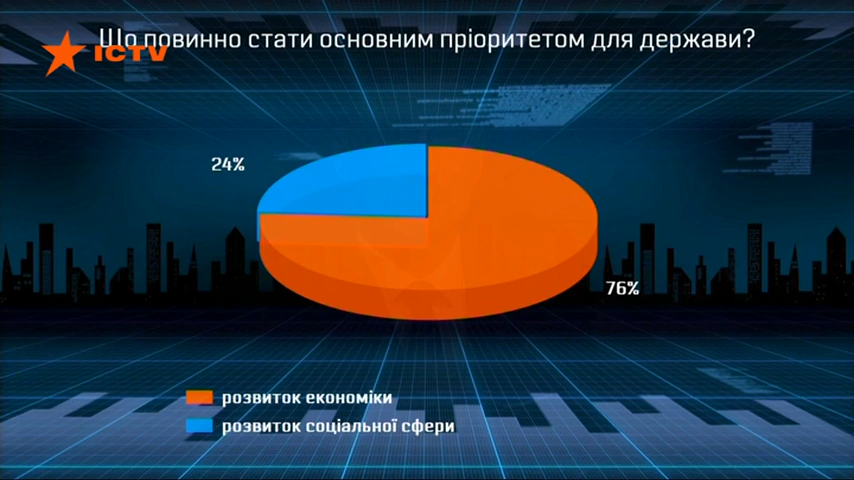 Що повинно стати основним пріоритетом для держави?
ICTV
24%
76%
розвиток економіки
розвиток соціальної сфери